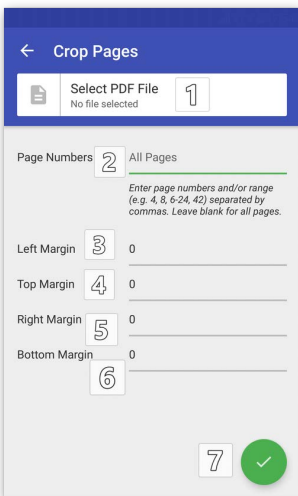 Crop Pages
Select PDF File
No file selected
1
Page Numbers 2 All Pages
Enter page numbers and/or range
(e.g. 4, 8, 6-24, 42) separated by
commas. Leave blank for all pages.
Left Margin 3 0
Top Margin 4 0
Right Margin 5 0
Bottom Margin 6 0
7